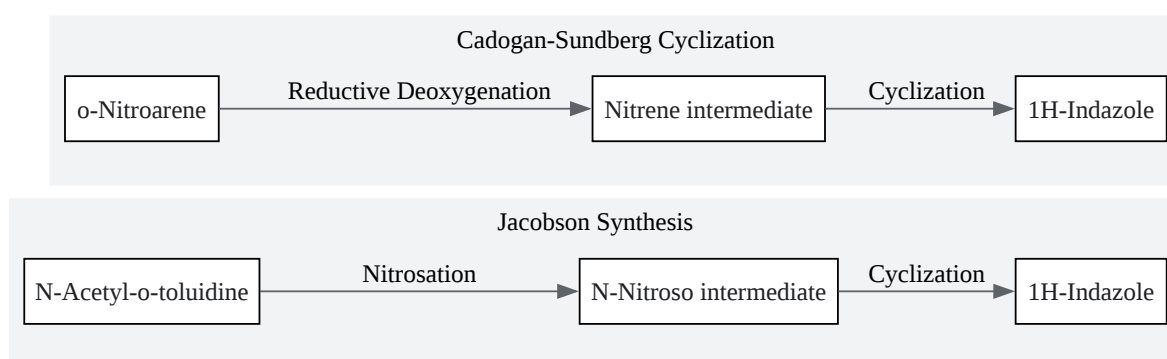 Cadogan-Sundberg Cyclization
o-Nitroarene
Reductive Deoxygenation
Nitrene intermediate
Cyclization
1H-Indazole
Jacobson Synthesis
N-Acetyl-o-toluidine
Nitrosation
N-Nitroso intermediate
Cyclization
1H-Indazole